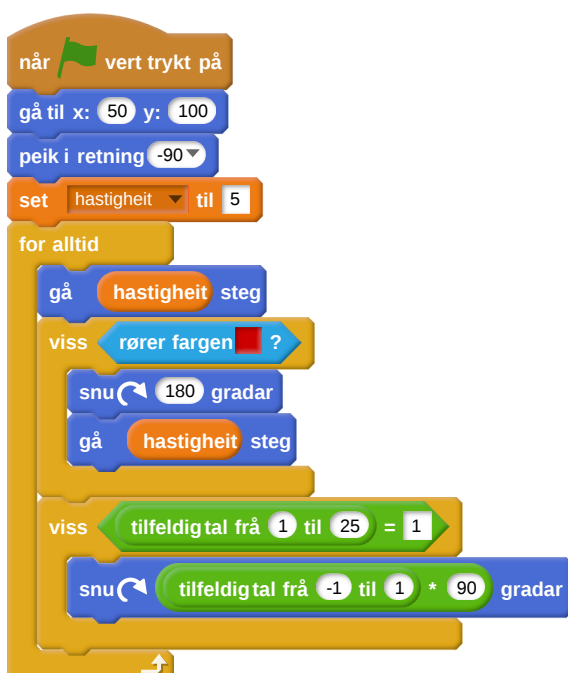 når vert trykt på
gå til x: 50 y: 100
peik i retning -90
set hastigheit til 5
for alltid
gå hastigheit steg
viss rører fargen ?
snu 180 gradar
gå hastigheit steg
viss tilfeldig tal frå 1 til 25 = 1
snu tilfeldig tal frå -1 til 1 * 90 gradar